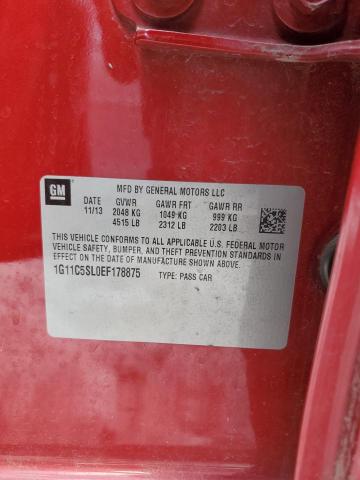 GM
MFD BY GENERAL MOTORS LLC
DATE GVWR GAWR FRT GAWR RR
11/13 2048 KG 1049 KG 999 KG
4515 LB 2312 LB 2203 LB
THIS VEHICLE CONFORMS TO ALL APPLICABLE U.S. FEDERAL MOTOR
VEHICLE SAFETY, BUMPER, AND THEFT PREVENTION STANDARDS IN
EFFECT ON THE DATE OF MANUFACTURE SHOWN ABOVE.
1G11C5SL0EF178875 TYPE: PASS CAR